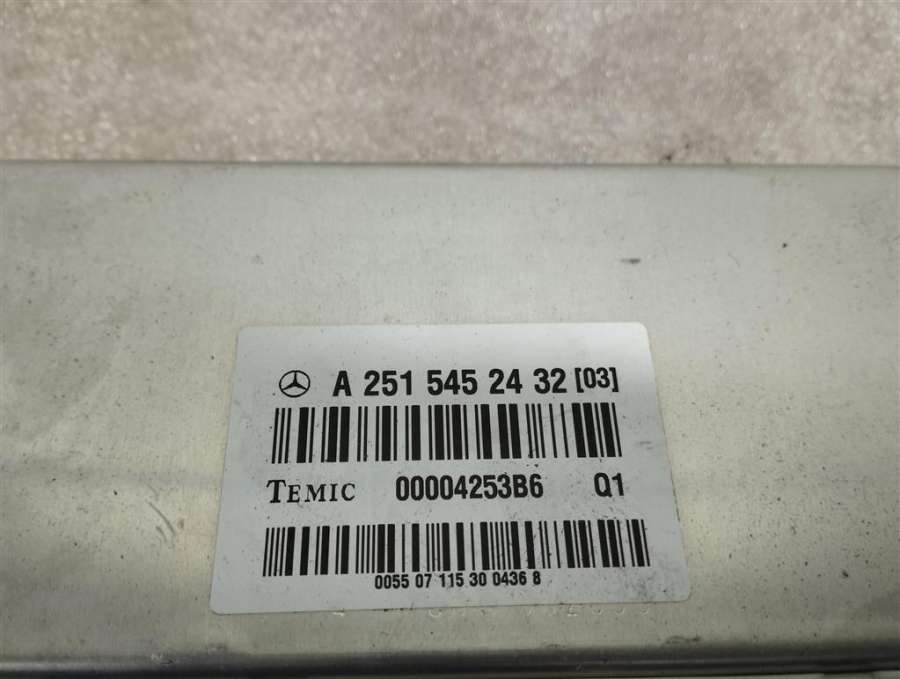 A 251 545 24 32 [03]
TEMIC 00004253B6 Q1
0055 07 115 30 0436 8